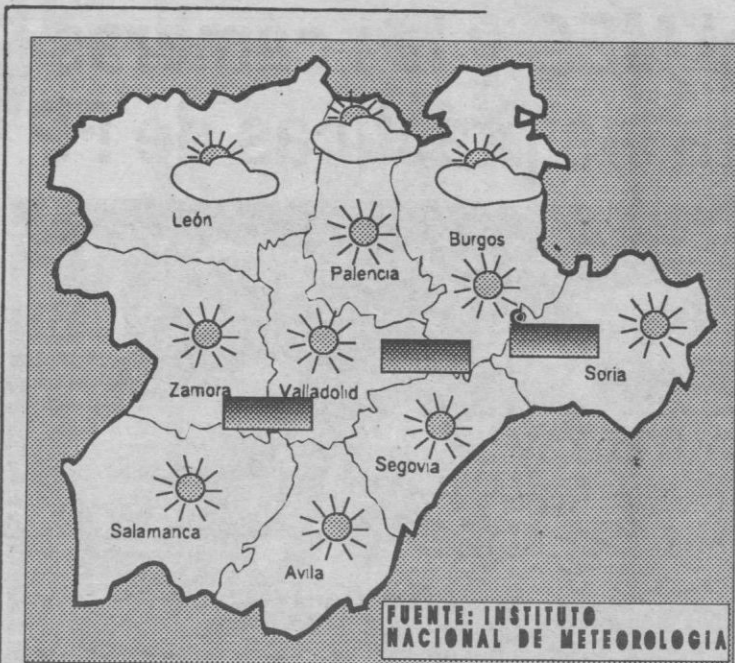 León
Burgos
Palencia
Zamora
Valladolid
Soria
Segovia
Salamanca
Avila
FUENTE: INSTITUTO
NACIONAL DE METEOROLOGIA